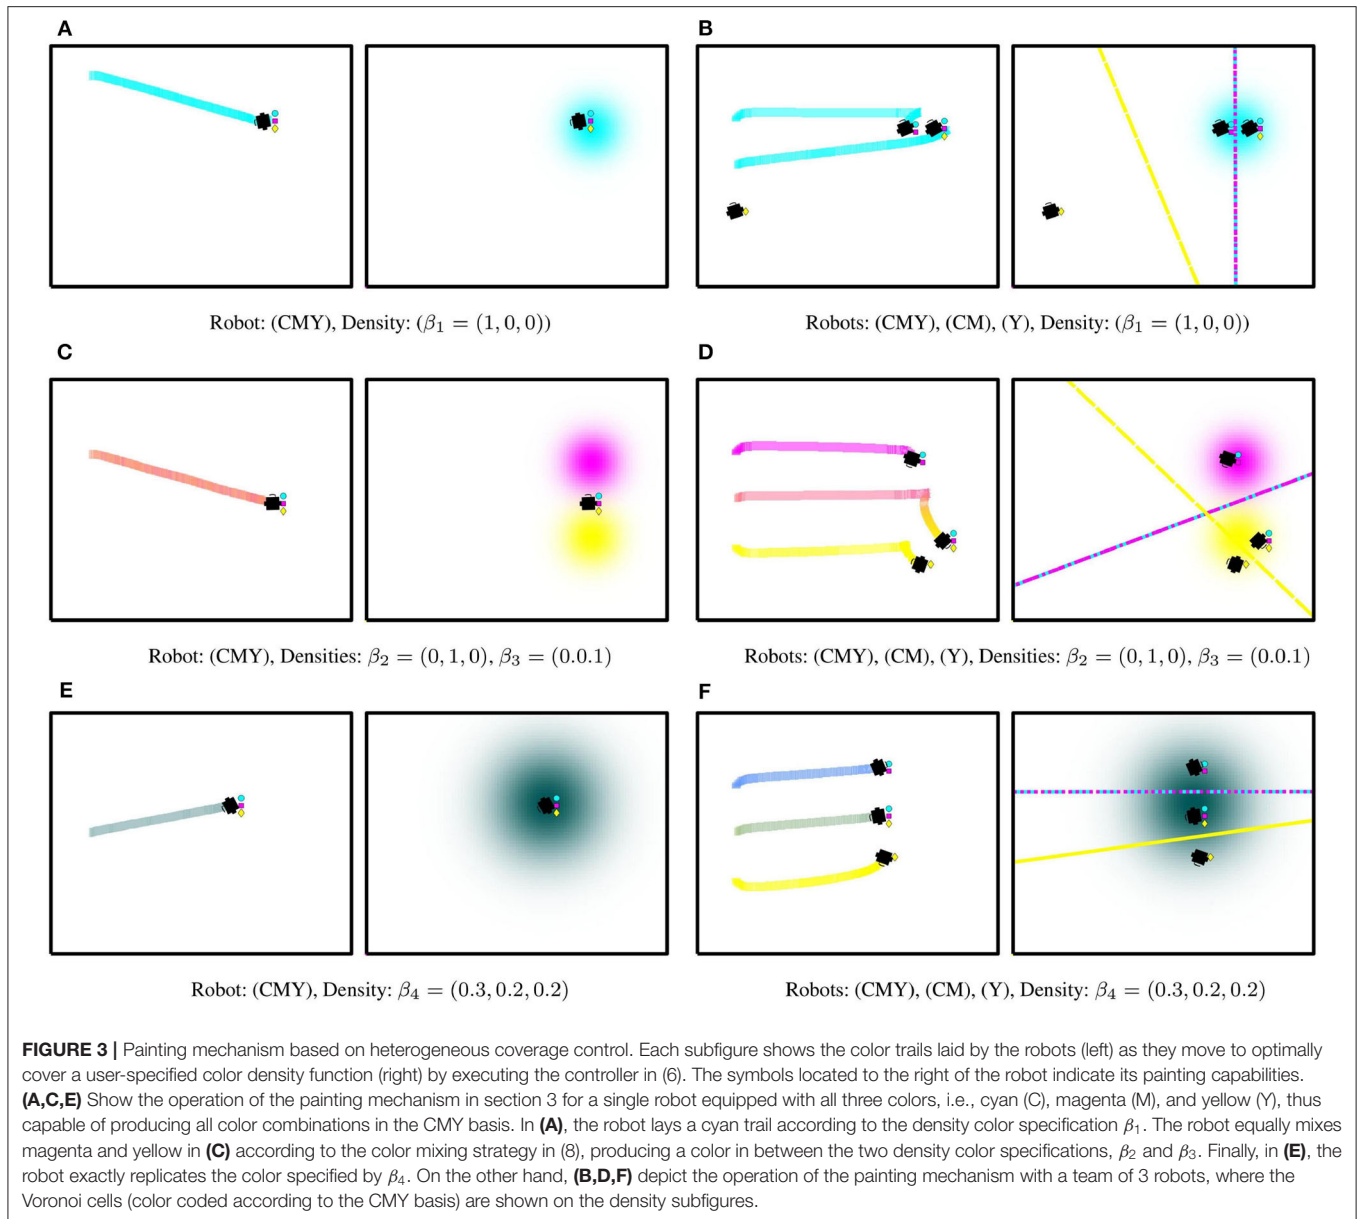 A
B
Robot: (CMY), Density: (β₁ = (1, 0, 0))
Robots: (CMY), (CM), (Y), Density: (β₁ = (1, 0, 0))
C
D
Robot: (CMY), Densities: β₂ = (0, 1, 0), β₃ = (0.0.1)
Robots: (CMY), (CM), (Y), Densities: β₂ = (0, 1, 0), β₃ = (0.0.1)
E
F
Robot: (CMY), Density: β₄ = (0.3, 0.2, 0.2)
Robots: (CMY), (CM), (Y), Density: β₄ = (0.3, 0.2, 0.2)
FIGURE 3 | Painting mechanism based on heterogeneous coverage control. Each subfigure shows the color trails laid by the robots (left) as they move to optimally
cover a user-specified color density function (right) by executing the controller in (6). The symbols located to the right of the robot indicate its painting capabilities.
(A,C,E) Show the operation of the painting mechanism in section 3 for a single robot equipped with all three colors, i.e., cyan (C), magenta (M), and yellow (Y), thus
capable of producing all color combinations in the CMY basis. In (A), the robot lays a cyan trail according to the density color specification β₁. The robot equally mixes
magenta and yellow in (C) according to the color mixing strategy in (8), producing a color in between the two density color specifications, β₂ and β₃. Finally, in (E), the
robot exactly replicates the color specified by β₄. On the other hand, (B,D,F) depict the operation of the painting mechanism with a team of 3 robots, where the
Voronoi cells (color coded according to the CMY basis) are shown on the density subfigures.